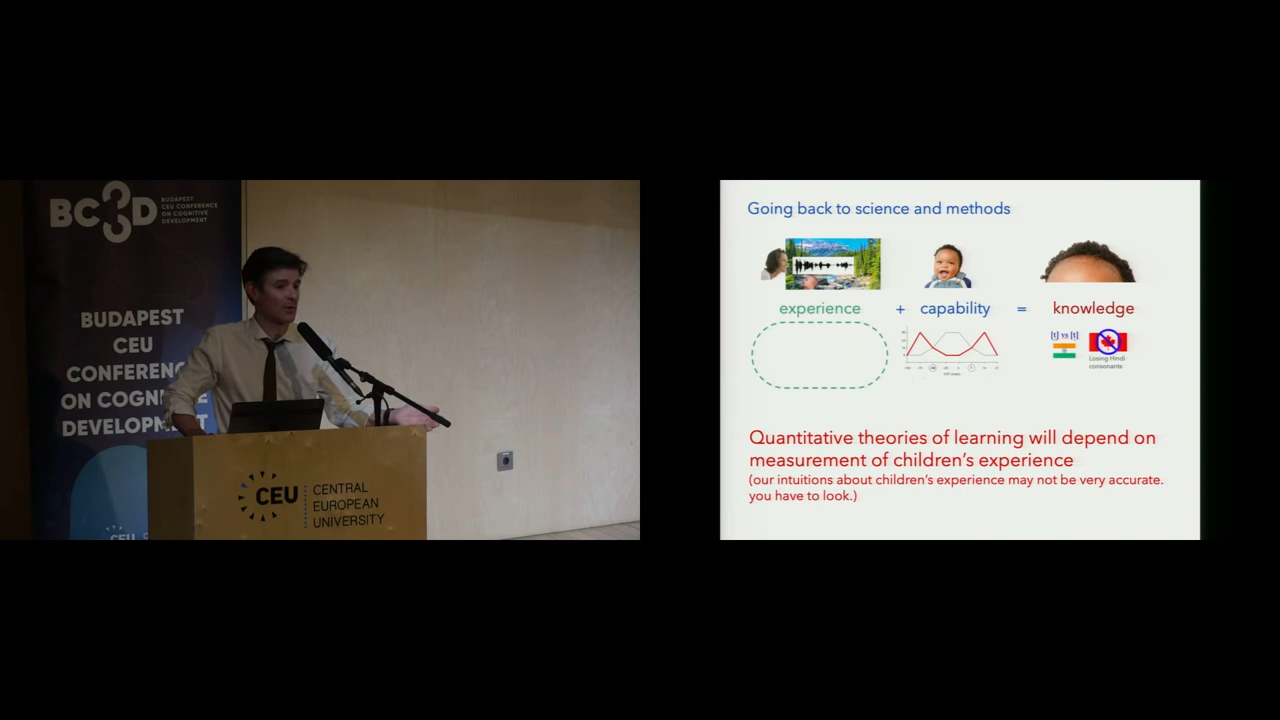 BC3D
BUDAPEST
CEU CONFERENCE
ON COGNITIVE
DEVELOPMENT
BUDAPEST
CEU
CONFERENC
ON COGNI E
DEVELOPM T
CEU
CEU
CENTRAL
EUROPEAN
UNIVERSITY
Going back to science and methods
experience + capability = knowledge
vs
Losing Hindi
consonants
Quantitative theories of learning will depend on
measurement of children's experience
(our intuitions about children's experience may not be very accurate.
you have to look.)